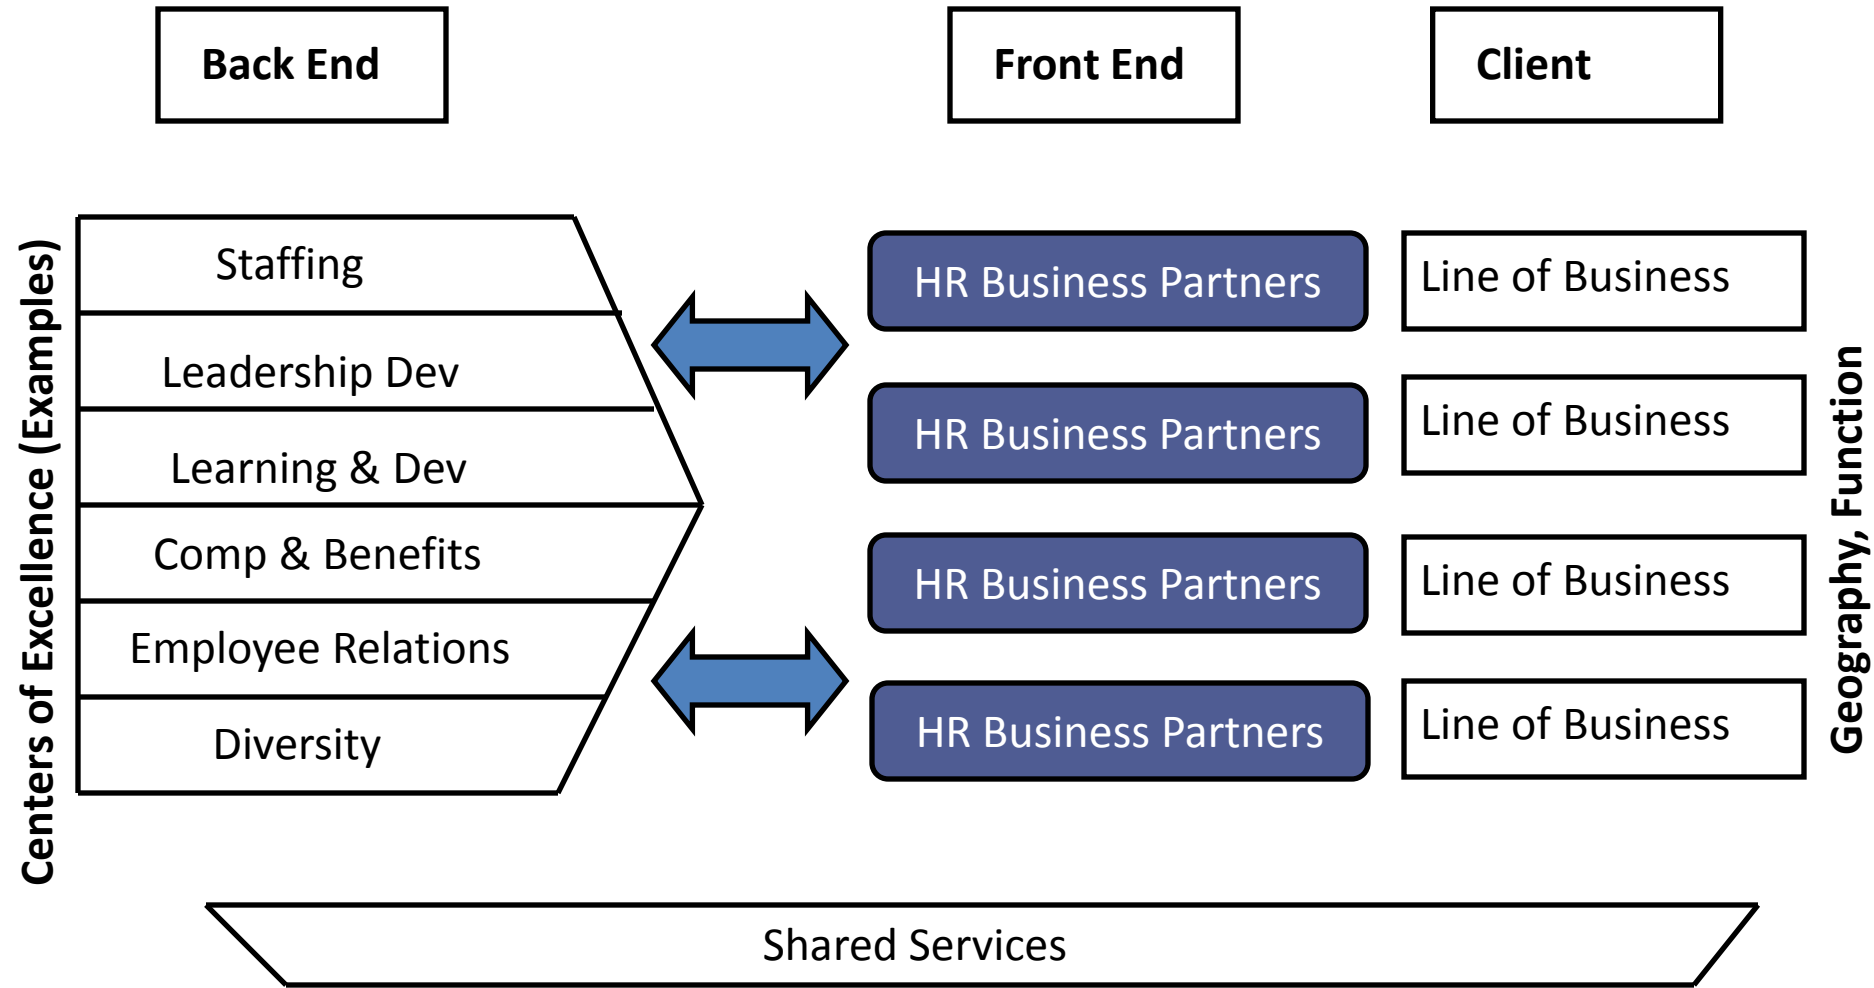 Back End
Front End
Client
Centers of Excellence (Examples)
Staffing
Leadership Dev
Learning & Dev
Comp & Benefits
Employee Relations
Diversity
HR Business Partners
HR Business Partners
HR Business Partners
HR Business Partners
Line of Business
Line of Business
Line of Business
Line of Business
Geography, Function
Shared Services